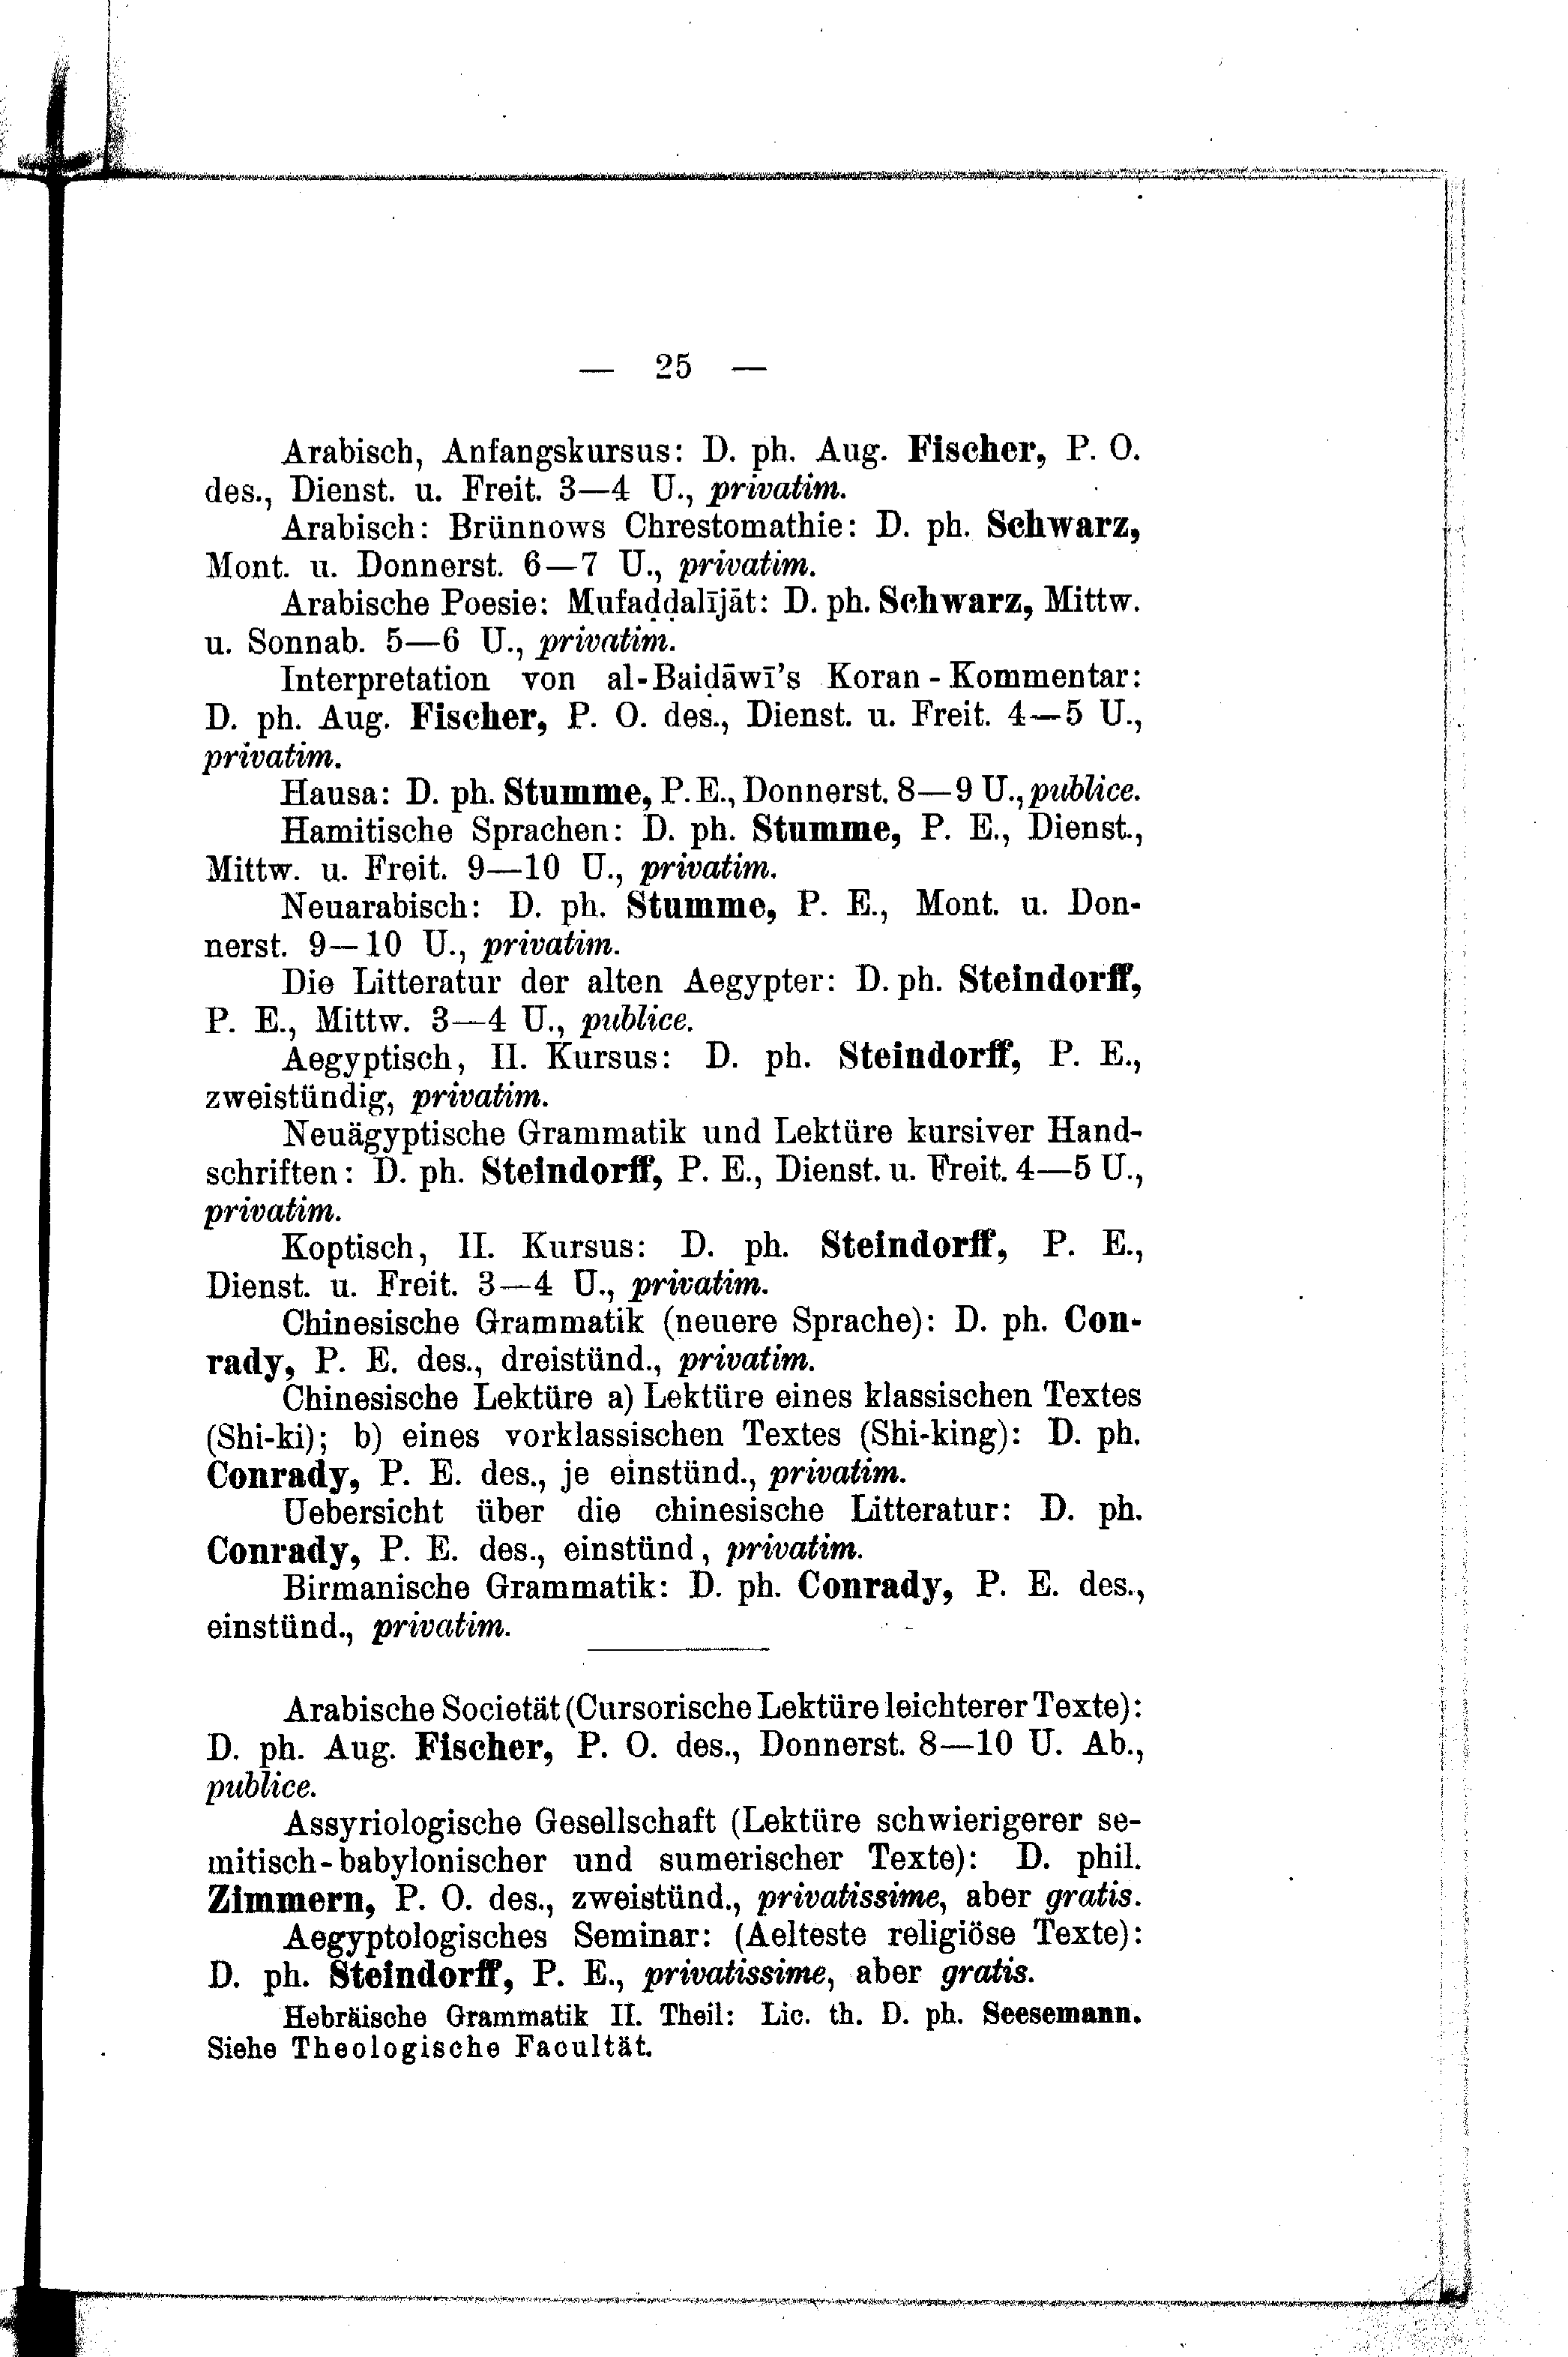 — 25 —
Arabisch, Anfangskursus: D. ph. Aug. Fischer, P. O.
des., Dienst. u. Freit. 3—4 U., privatim.
Arabisch: Brünnows Chrestomathie: D. ph. Schwarz,
Mont. u. Donnerst. 6—7 U., privatim.
Arabische Poesie: Mufaḍḍalījāt: D. ph. Schwarz, Mittw.
u. Sonnab. 5—6 U., privatim.
Interpretation von al-Baiḍāwī's Koran-Kommentar:
D. ph. Aug. Fischer, P. O. des., Dienst. u. Freit. 4—5 U.,
privatim.
Hausa: D. ph. Stumme, P. E., Donnerst. 8—9 U., publice.
Hamitische Sprachen: D. ph. Stumme, P. E., Dienst.,
Mittw. u. Freit. 9—10 U., privatim.
Neuarabisch: D. ph. Stumme, P. E., Mont. u. Don-
nerst. 9—10 U., privatim.
Die Litteratur der alten Aegypter: D. ph. Steindorff,
P. E., Mittw. 3—4 U., publice.
Aegyptisch, II. Kursus: D. ph. Steindorff, P. E.,
zweistündig, privatim.
Neuägyptische Grammatik und Lektüre kursiver Hand-
schriften: D. ph. Steindorff, P. E., Dienst. u. Freit. 4—5 U.,
privatim.
Koptisch, II. Kursus: D. ph. Steindorff, P. E.,
Dienst. u. Freit. 3—4 U., privatim.
Chinesische Grammatik (neuere Sprache): D. ph. Con-
rady, P. E. des., dreistünd., privatim.
Chinesische Lektüre a) Lektüre eines klassischen Textes
(Shi-ki); b) eines vorklassischen Textes (Shi-king): D. ph.
Conrady, P. E. des., je einstünd., privatim.
Uebersicht über die chinesische Litteratur: D. ph.
Conrady, P. E. des., einstünd, privatim.
Birmanische Grammatik: D. ph. Conrady, P. E. des.,
einstünd., privatim.
Arabische Societät (Cursorische Lektüre leichterer Texte):
D. ph. Aug. Fischer, P. O. des., Donnerst. 8—10 U. Ab.,
publice.
Assyriologische Gesellschaft (Lektüre schwierigerer se-
mitisch-babylonischer und sumerischer Texte): D. phil.
Zimmern, P. O. des., zweistünd., privatissime, aber gratis.
Aegyptologisches Seminar: (Aelteste religiöse Texte):
D. ph. Steindorff, P. E., privatissime, aber gratis.
Hebräische Grammatik II. Theil: Lic. th. D. ph. Seesemann.
Siehe Theologische Facultät.